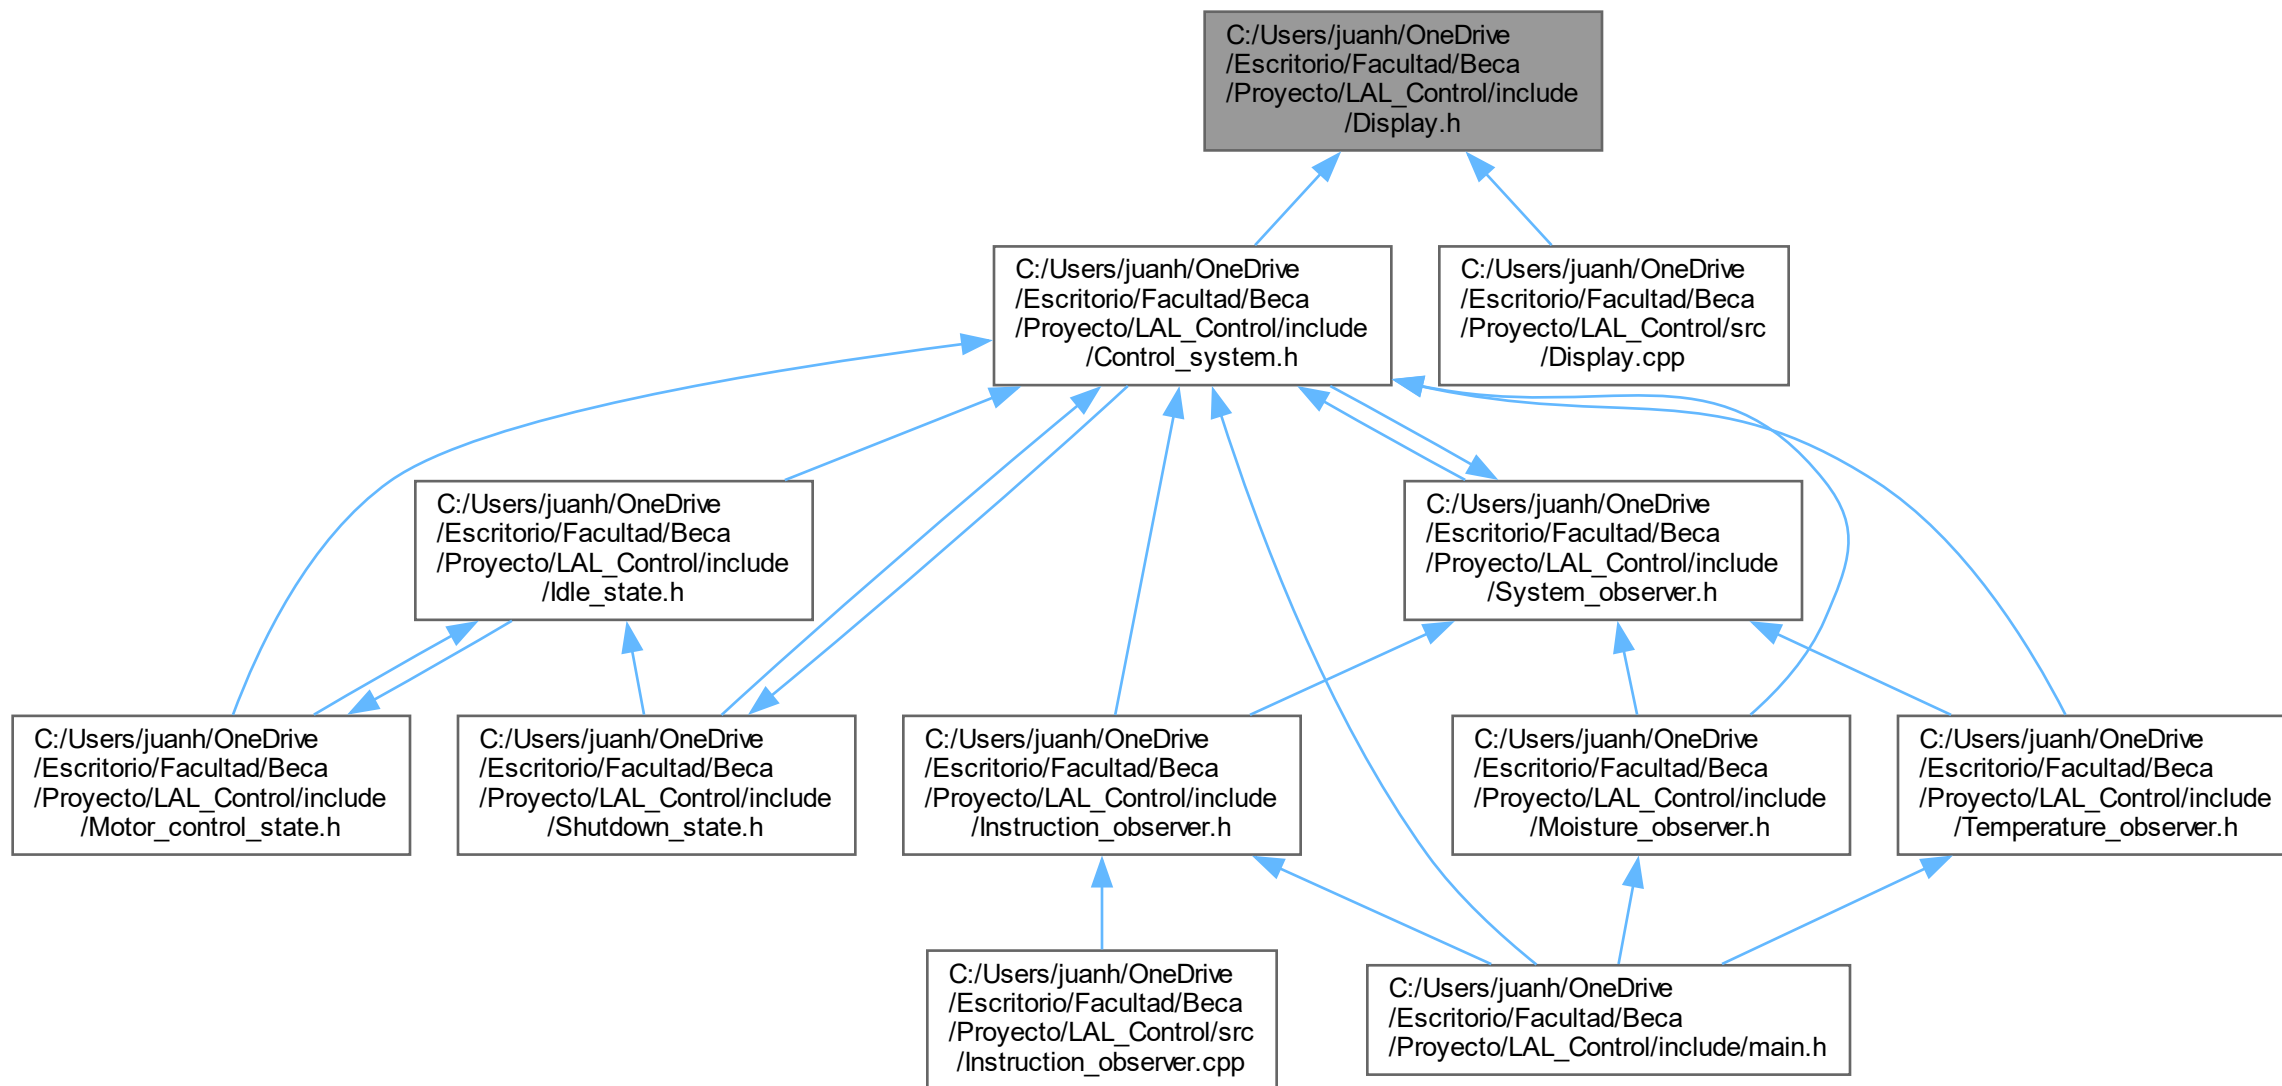 C:/Users/juanh/OneDrive
/Escritorio/Facultad/Beca
/Proyecto/LAL_Control/include
/Display.h
C:/Users/juanh/OneDrive
/Escritorio/Facultad/Beca
/Proyecto/LAL_Control/include
/Control_system.h
C:/Users/juanh/OneDrive
/Escritorio/Facultad/Beca
/Proyecto/LAL_Control/src
/Display.cpp
C:/Users/juanh/OneDrive
/Escritorio/Facultad/Beca
/Proyecto/LAL_Control/include
/Idle_state.h
C:/Users/juanh/OneDrive
/Escritorio/Facultad/Beca
/Proyecto/LAL_Control/include
/System_observer.h
C:/Users/juanh/OneDrive
/Escritorio/Facultad/Beca
/Proyecto/LAL_Control/include
/Motor_control_state.h
C:/Users/juanh/OneDrive
/Escritorio/Facultad/Beca
/Proyecto/LAL_Control/include
/Shutdown_state.h
C:/Users/juanh/OneDrive
/Escritorio/Facultad/Beca
/Proyecto/LAL_Control/include
/Instruction_observer.h
C:/Users/juanh/OneDrive
/Escritorio/Facultad/Beca
/Proyecto/LAL_Control/include
/Moisture_observer.h
C:/Users/juanh/OneDrive
/Escritorio/Facultad/Beca
/Proyecto/LAL_Control/include
/Temperature_observer.h
C:/Users/juanh/OneDrive
/Escritorio/Facultad/Beca
/Proyecto/LAL_Control/src
/Instruction_observer.cpp
C:/Users/juanh/OneDrive
/Escritorio/Facultad/Beca
/Proyecto/LAL_Control/include/main.h